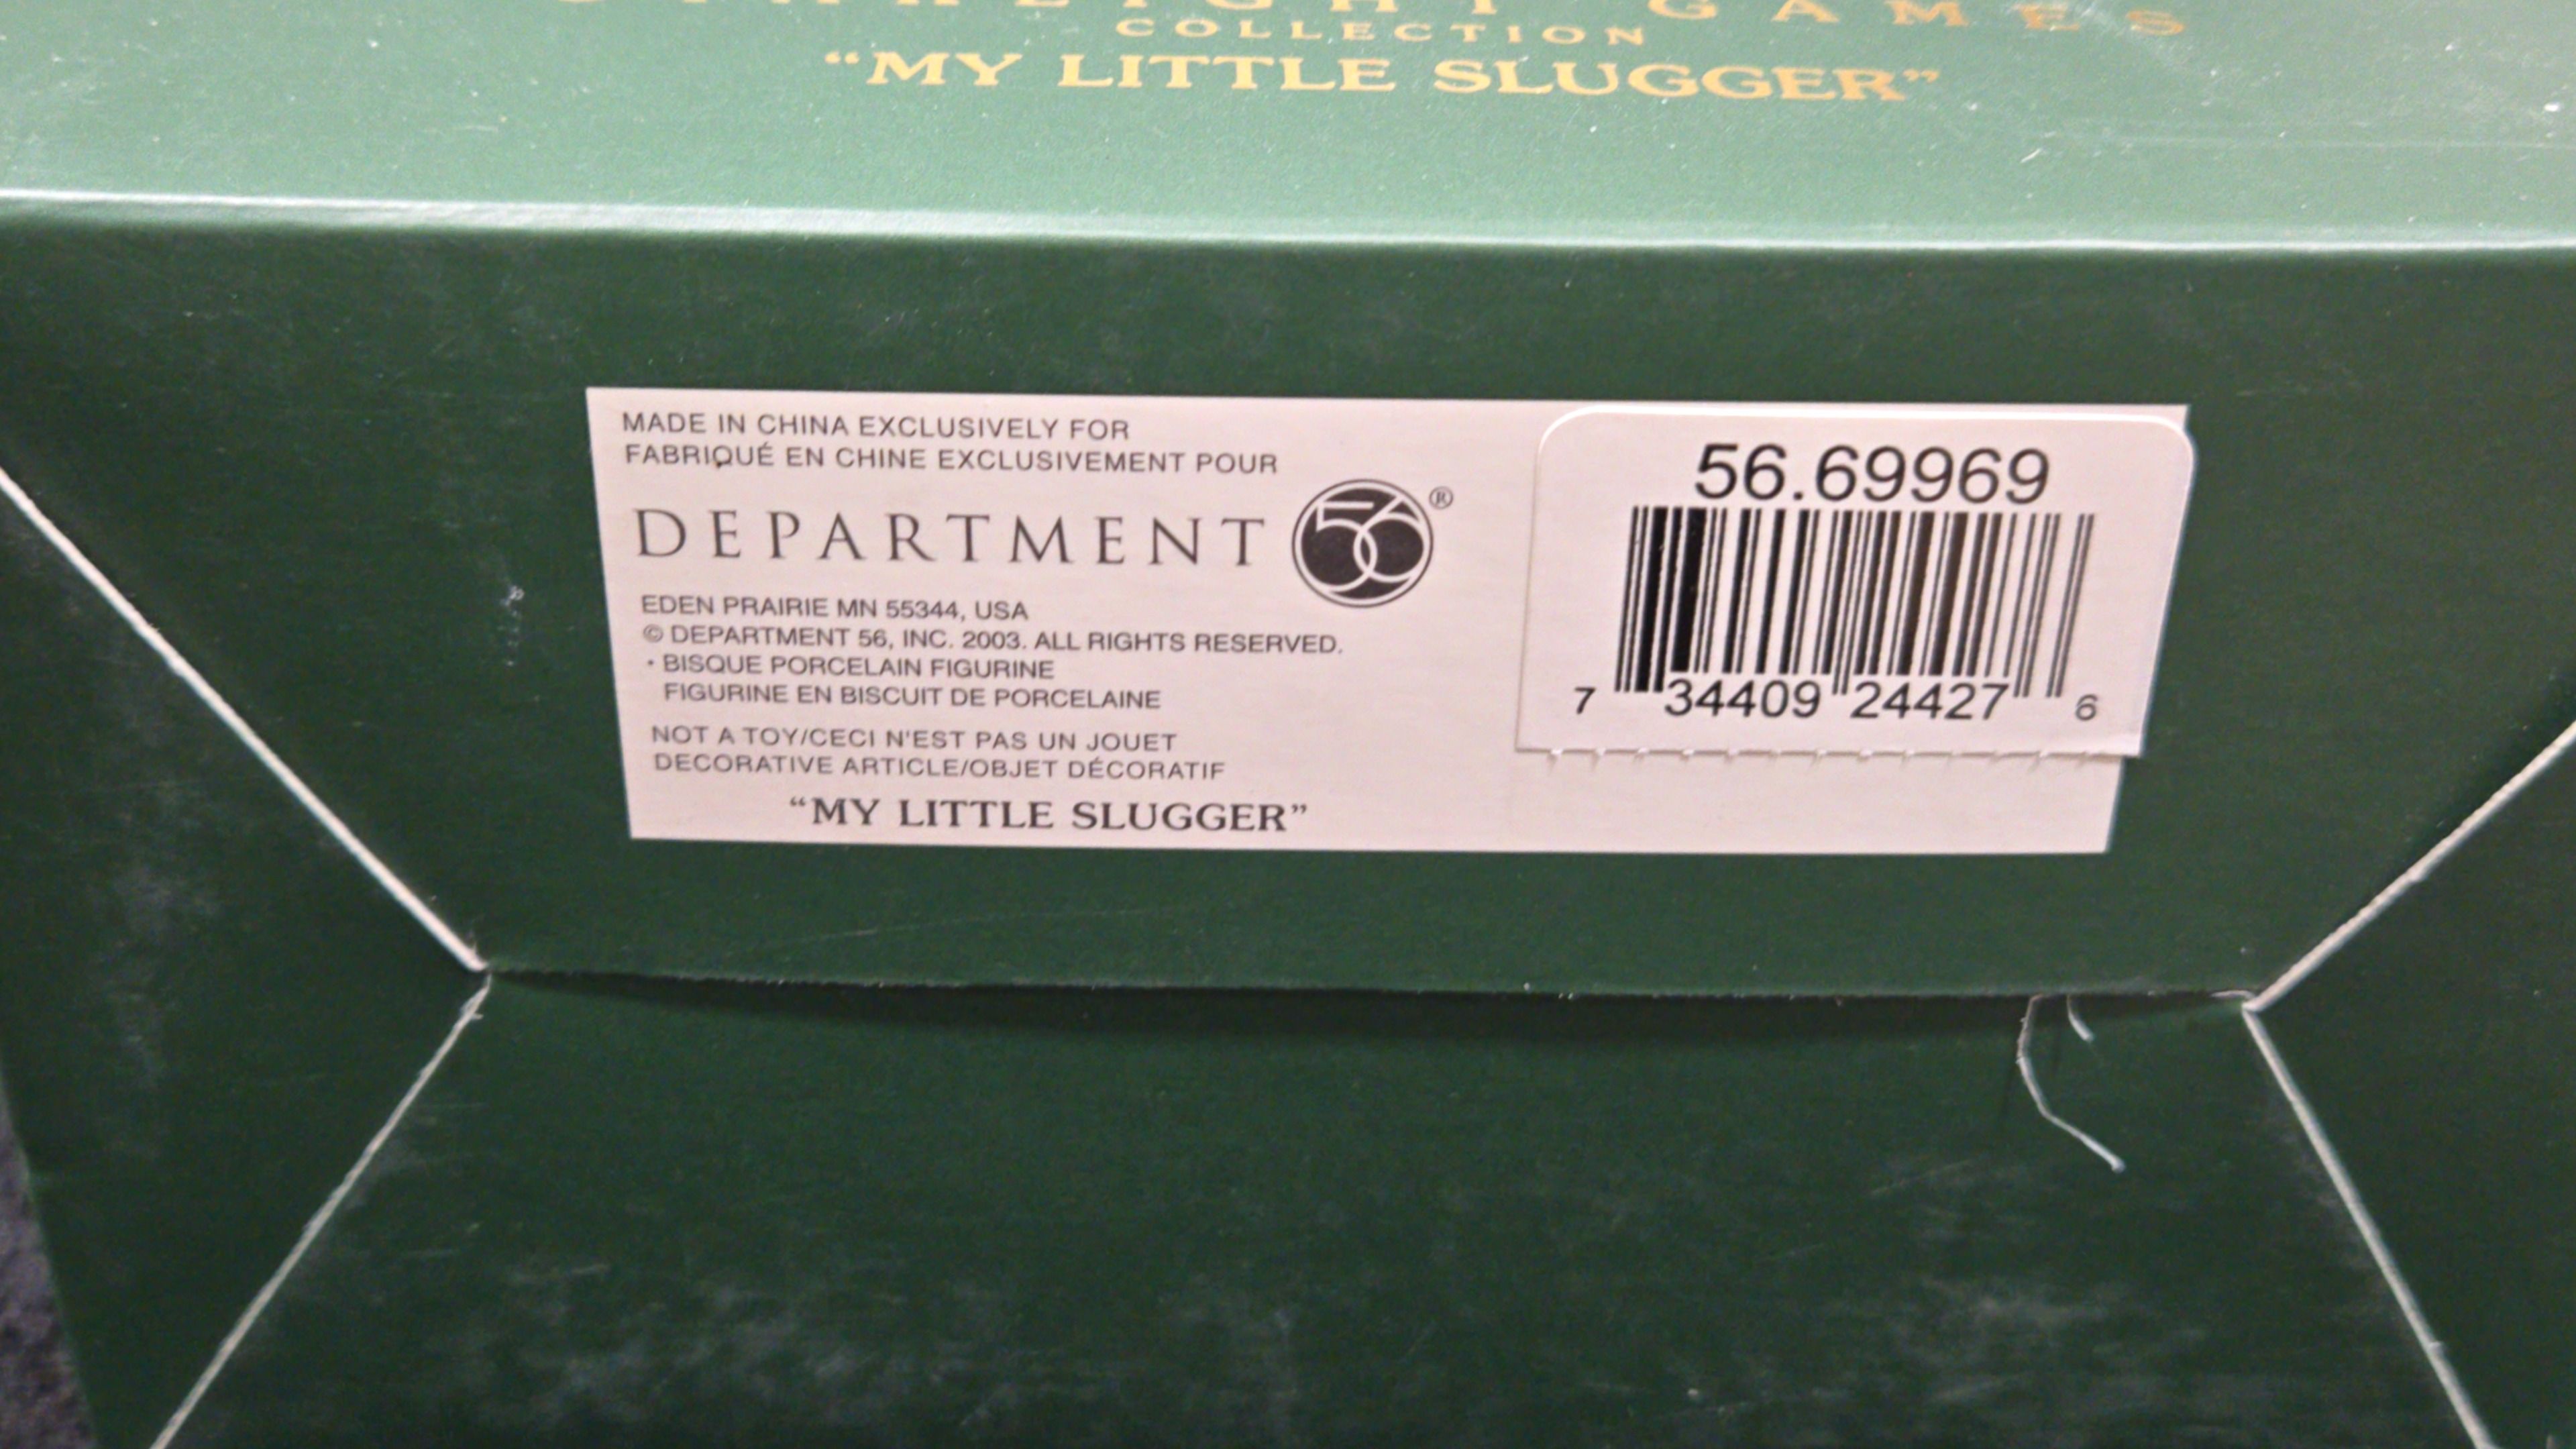 GAMES
COLLECTION
“MY LITTLE SLUGGER”
MADE IN CHINA EXCLUSIVELY FOR
FABRIQUÉ EN CHINE EXCLUSIVEMENT POUR
DEPARTMENT 56®
EDEN PRAIRIE MN 55344, USA
© DEPARTMENT 56, INC. 2003. ALL RIGHTS RESERVED.
• BISQUE PORCELAIN FIGURINE
FIGURINE EN BISCUIT DE PORCELAINE
NOT A TOY/CECI N'EST PAS UN JOUET
DECORATIVE ARTICLE/OBJET DÉCORATIF
“MY LITTLE SLUGGER”
56.69969
7 34409 24427 6